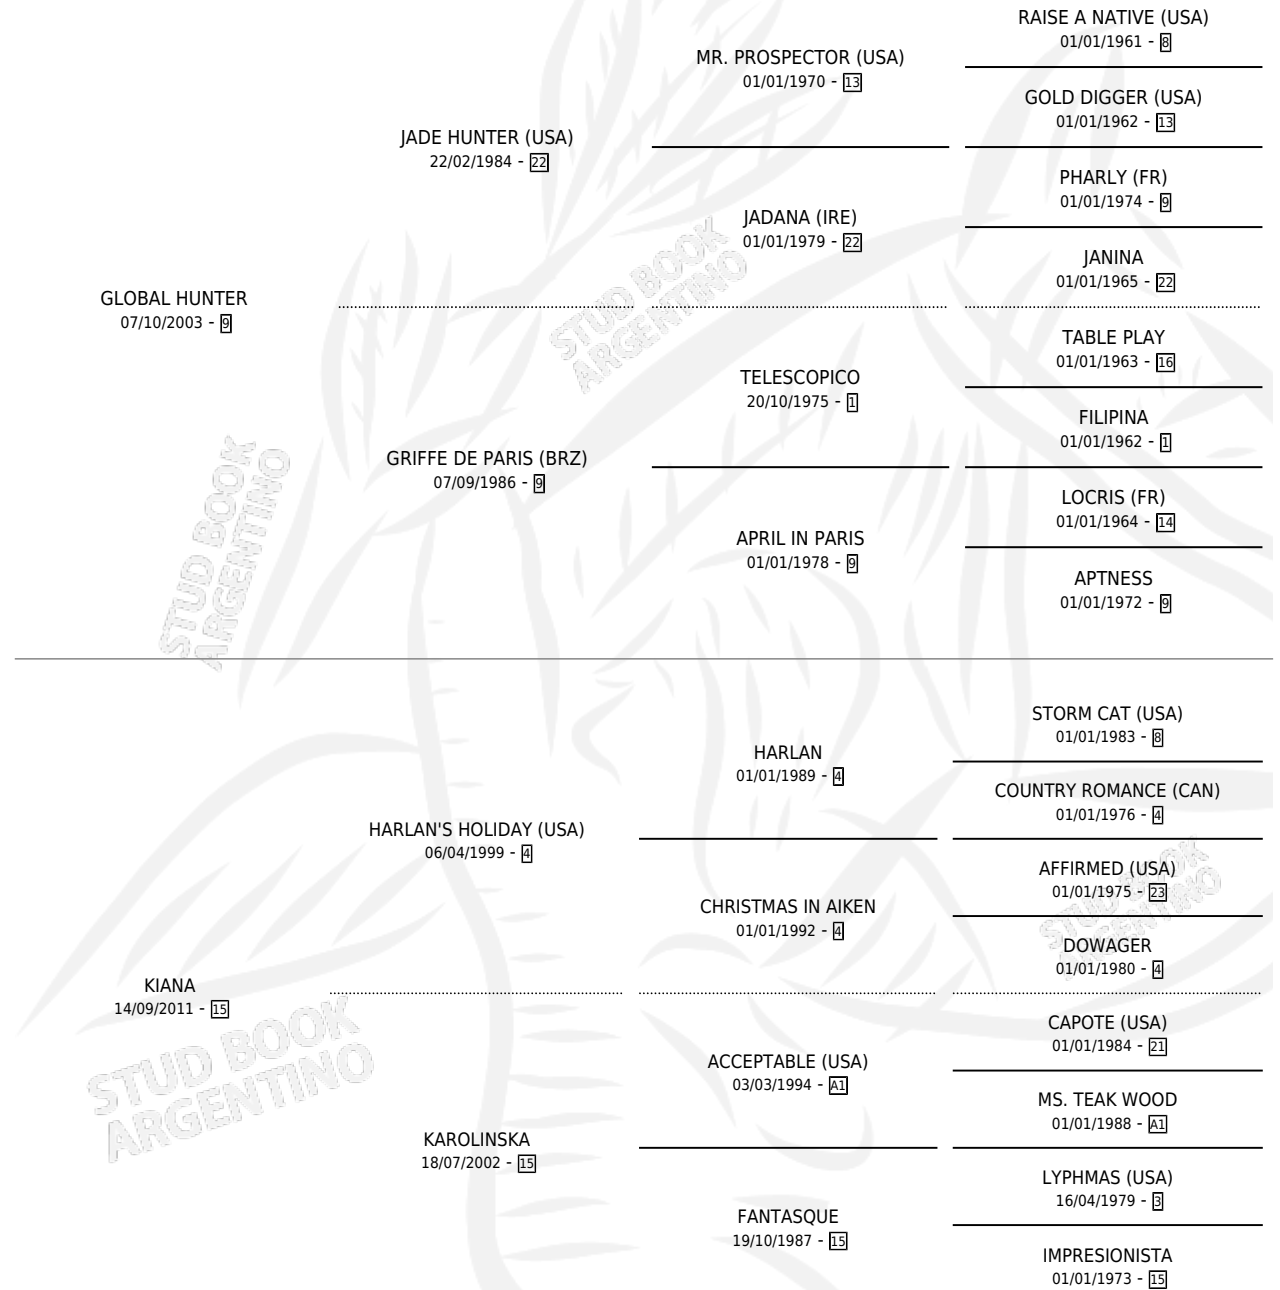 RAISE A NATIVE (USA)
01/01/1961 - 8
MR. PROSPECTOR (USA)
01/01/1970 - 13
GOLD DIGGER (USA)
01/01/1962 - 13
JADE HUNTER (USA)
22/02/1984 - 22
PHARLY (FR)
01/01/1974 - 9
JADANA (IRE)
01/01/1979 - 22
JANINA
01/01/1965 - 22
GLOBAL HUNTER
07/10/2003 - 9
TABLE PLAY
01/01/1963 - 16
TELESCOPICO
20/10/1975 - 1
FILIPINA
01/01/1962 - 1
GRIFFE DE PARIS (BRZ)
07/09/1986 - 9
LOCRIS (FR)
01/01/1964 - 14
APRIL IN PARIS
01/01/1978 - 9
APTNESS
01/01/1972 - 9
STUD BOOK
ARGENTINO
STUD BOOK
ARGENTINO
STORM CAT (USA)
01/01/1983 - 8
HARLAN
01/01/1989 - 4
COUNTRY ROMANCE (CAN)
01/01/1976 - 4
HARLAN'S HOLIDAY (USA)
06/04/1999 - 4
AFFIRMED (USA)
01/01/1975 - 23
CHRISTMAS IN AIKEN
01/01/1992 - 4
DOWAGER
01/01/1980 - 4
STUD BOOK
ARGENTINO
KIANA
14/09/2011 - 15
CAPOTE (USA)
01/01/1984 - 21
ACCEPTABLE (USA)
03/03/1994 - A1
MS. TEAK WOOD
01/01/1988 - A1
KAROLINSKA
18/07/2002 - 15
LYPHMAS (USA)
16/04/1979 - 3
FANTASQUE
19/10/1987 - 15
IMPRESIONISTA
01/01/1973 - 15
STUD BOOK
ARGENTINO